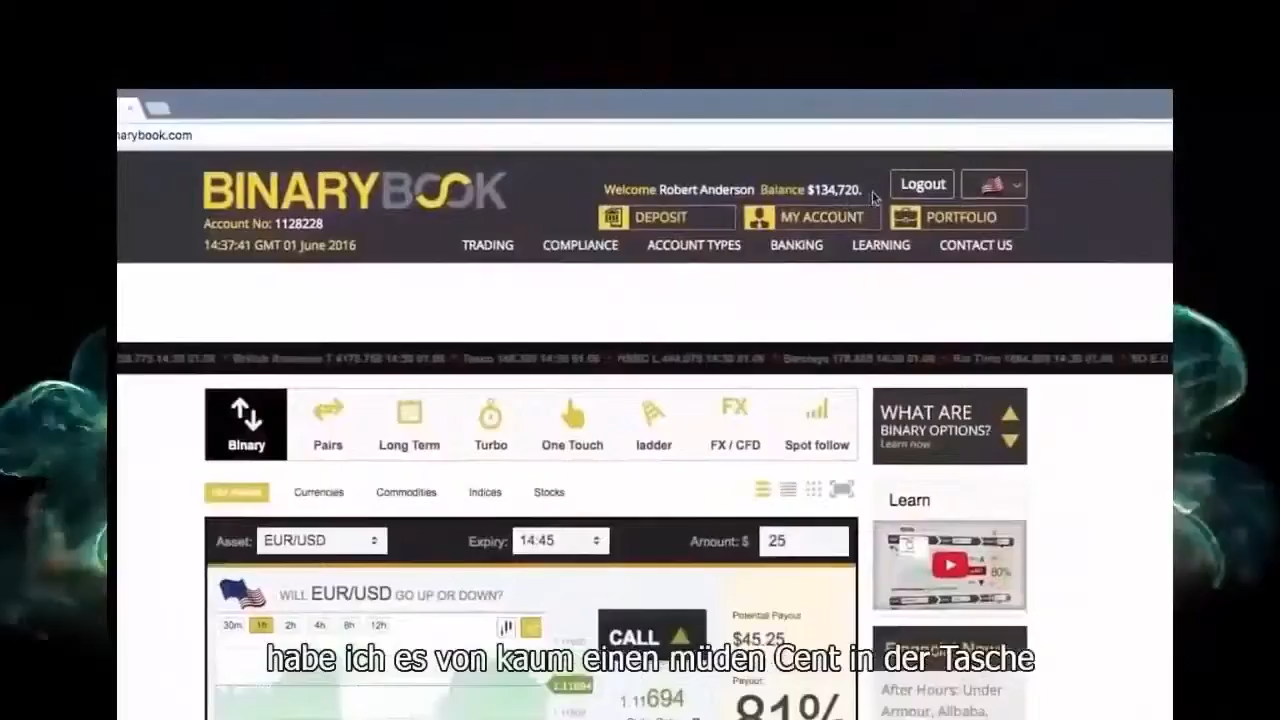 narybook.com
BINARYBOOK
Welcome Robert Anderson Balance $134,720.
Logout
Account No: 1128228
DEPOSIT
MY ACCOUNT
PORTFOLIO
14:37:41 GMT 01 June 2016
TRADING
COMPLIANCE
ACCOUNT TYPES
BANKING
LEARNING
CONTACT US
Binary
Pairs
Long Term
Turbo
One Touch
ladder
FX
FX / CFD
Spot follow
WHAT ARE
BINARY OPTIONS?
Learn now
Currencies
Commodities
Indices
Stocks
Learn
Asset: EUR/USD
Expiry: 14:45
Amount: $ 25
80%
WILL EUR/USD GO UP OR DOWN?
30m 1h 2h 4h 8h 12h
CALL
Potential Payout
$45.25
habe ich es von kaum einen müden Cent in der Tasche
1.11694
1.11694
Payout:
81%
After Hours: Under
Armour, Alibaba,